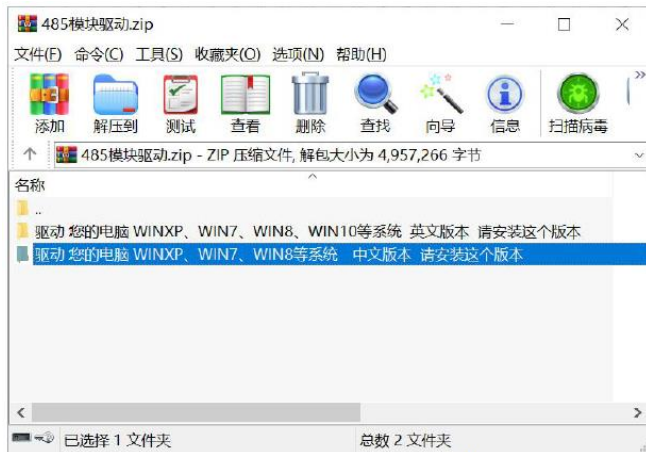 485模块驱动.zip
文件(F) 命令(C) 工具(S) 收藏夹(O) 选项(N) 帮助(H)
添加 解压到 测试 查看 删除 查找 向导 信息 扫描病毒
485模块驱动.zip - ZIP 压缩文件, 解包大小为 4,957,266 字节
名称
..
驱动 您的电脑 WINXP、WIN7、WIN8、WIN10等系统 英文版本 请安装这个版本
驱动 您的电脑 WINXP、WIN7、WIN8等系统 中文版本 请安装这个版本
已选择 1 文件夹 总数 2 文件夹